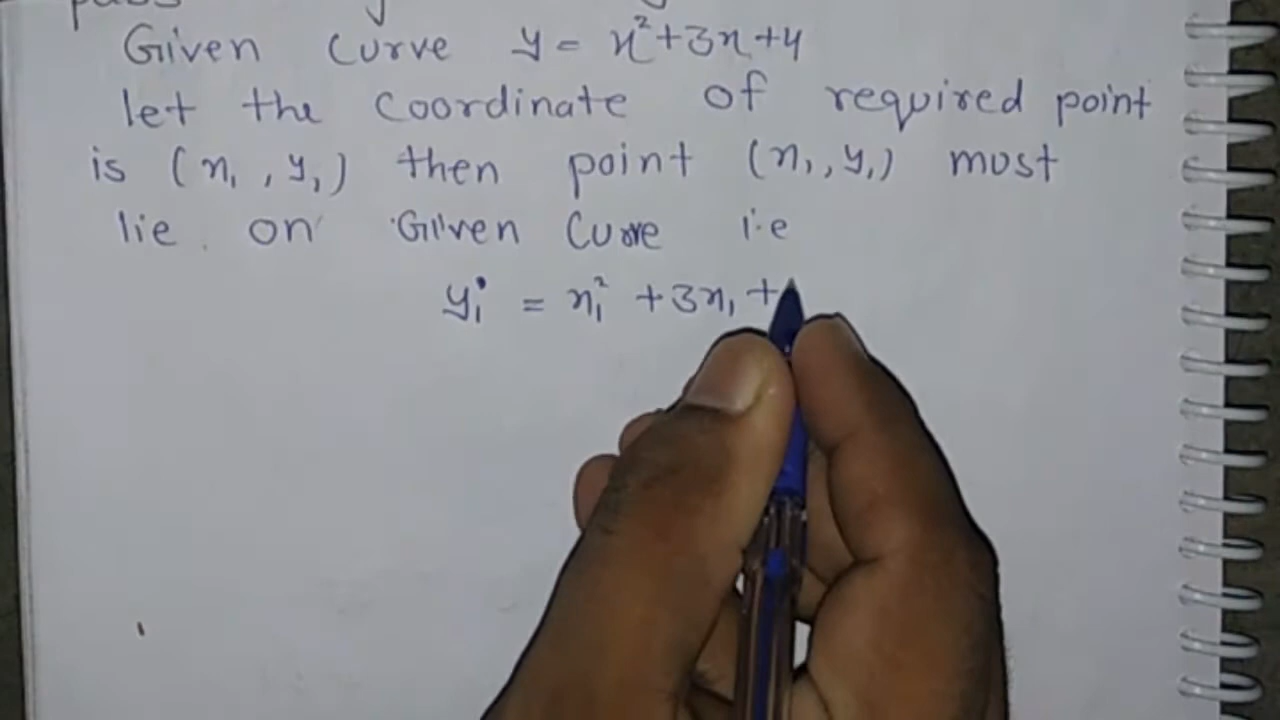 Given Curve y = x²+3x+4
let the coordinate of required point
is (x₁, y₁) then point (x₁, y₁) must
lie on Given Curve i.e
y₁ = x₁² + 3x₁ +